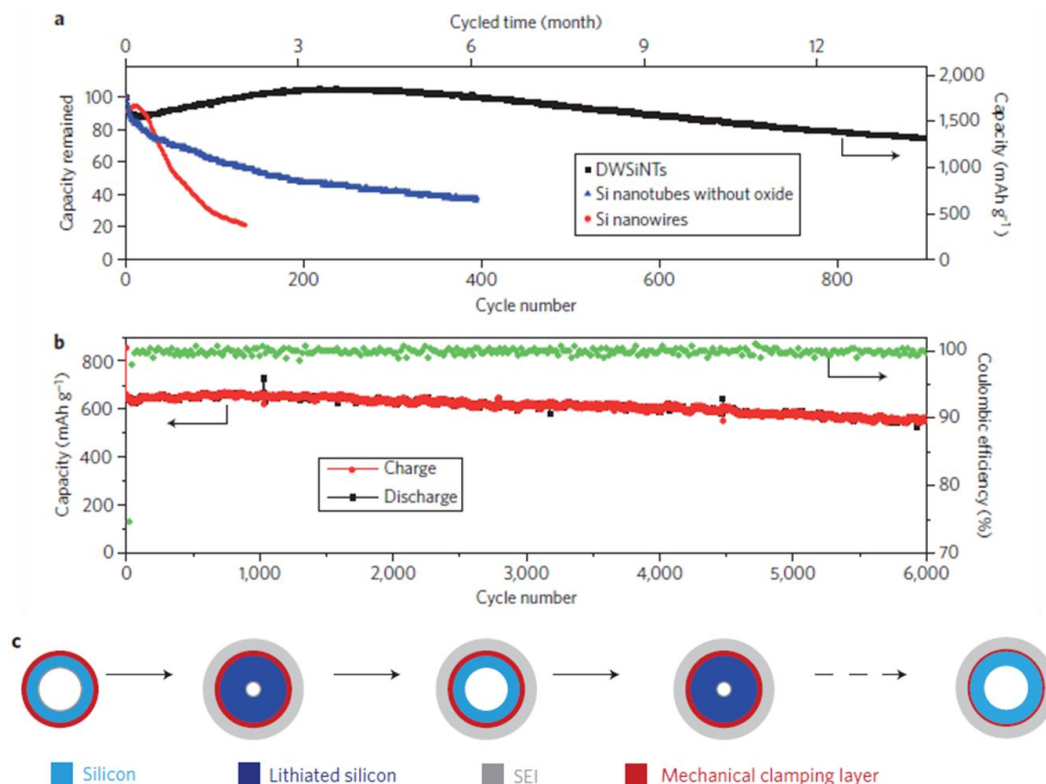 a
Cycled time (month)
0 3 6 9 12
Capacity remained
100
80
60
40
20
0
2,000
1,500
1,000
500
0
Capacity (mAh g⁻¹)
DWSiNTs
Si nanotubes without oxide
Si nanowires
0 200 400 600 800
Cycle number
b
Capacity (mAh g⁻¹)
800
600
400
200
0
100
90
80
70
Coulombic efficiency (%)
Charge
Discharge
0 1,000 2,000 3,000 4,000 5,000 6,000
Cycle number
c
Silicon Lithiated silicon SEI Mechanical clamping layer